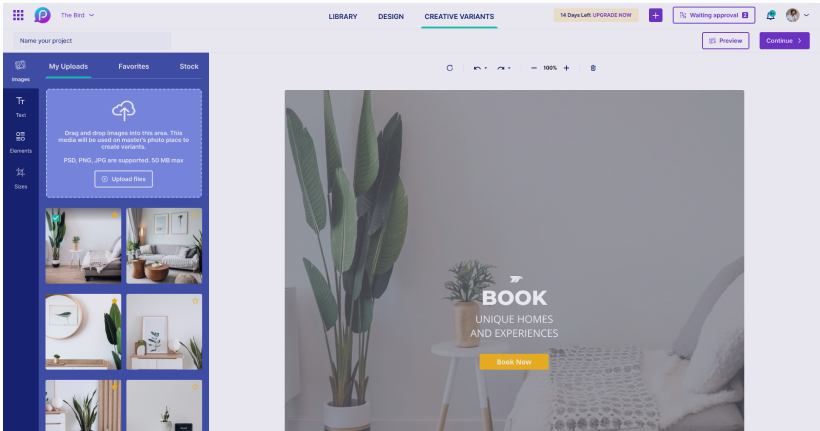 The Bird
LIBRARY
DESIGN
CREATIVE VARIANTS
14 Days Left UPGRADE NOW
+
Waiting approval 2
Name your project
Preview
Continue
Images
Text
Elements
Sizes
My Uploads
Favorites
Stock
Drag and drop images into this area. This
media will be used on master's photo place to
create variants.
PSD, PNG, JPG are supported. 50 MB max
Upload files
100%
BOOK
UNIQUE HOMES
AND EXPERIENCES
Book Now